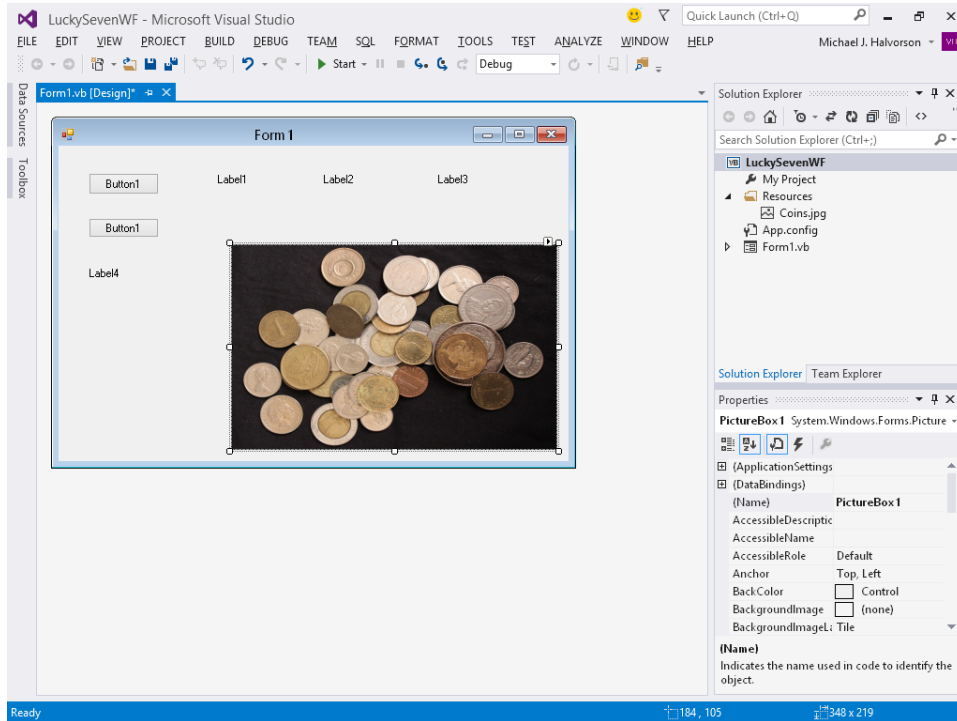 LuckySevenWF - Microsoft Visual Studio
Quick Launch (Ctrl+Q)
FILE EDIT VIEW PROJECT BUILD DEBUG TEAM SQL FORMAT TOOLS TEST ANALYZE WINDOW HELP
Michael J. Halvorson
Start
Debug
Data Sources
Toolbox
Form1.vb [Design]*
Form 1
Button1
Label1
Label2
Label3
Button1
Label4
Solution Explorer
Search Solution Explorer (Ctrl+;)
VB LuckySevenWF
My Project
Resources
Coins.jpg
App.config
Form1.vb
Solution Explorer Team Explorer
Properties
PictureBox1 System.Windows.Forms.Picture
(ApplicationSettings
(DataBindings)
(Name) PictureBox1
AccessibleDescriptic
AccessibleName
AccessibleRole Default
Anchor Top, Left
BackColor Control
BackgroundImage (none)
BackgroundImageLa Tile
(Name)
Indicates the name used in code to identify the
object.
Ready
184 , 105
348 x 219